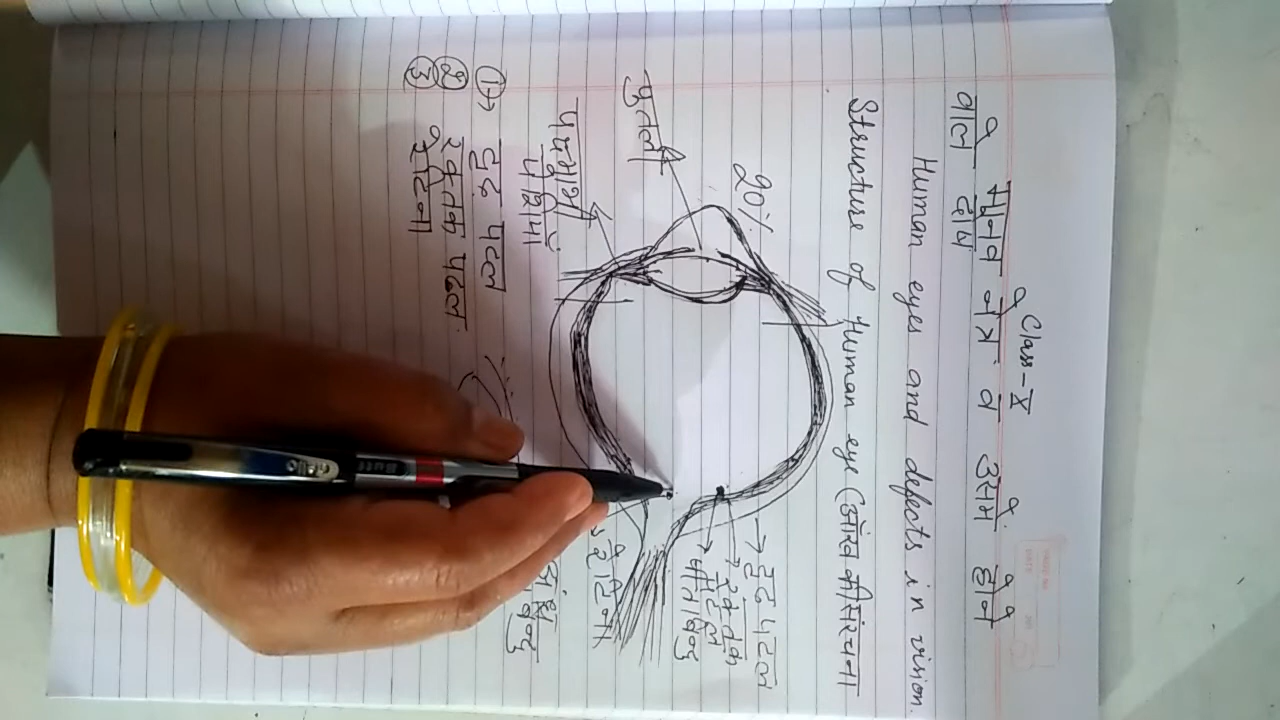 Class - X
मानव नेत्र व उसमें होने
वाले दोष
Human eyes and defects in vision.
Structure of Human eye (आँख की संरचना
20%
पुतली
पक्ष्माभी
पेशियां
→ दृढ़ पटल
→ रक्तक
पटल
→ पीत बिन्दु
→ रेटिना
बिन्दु
① → दृढ़ पटल
② रक्तक पटल
③ रेटिना